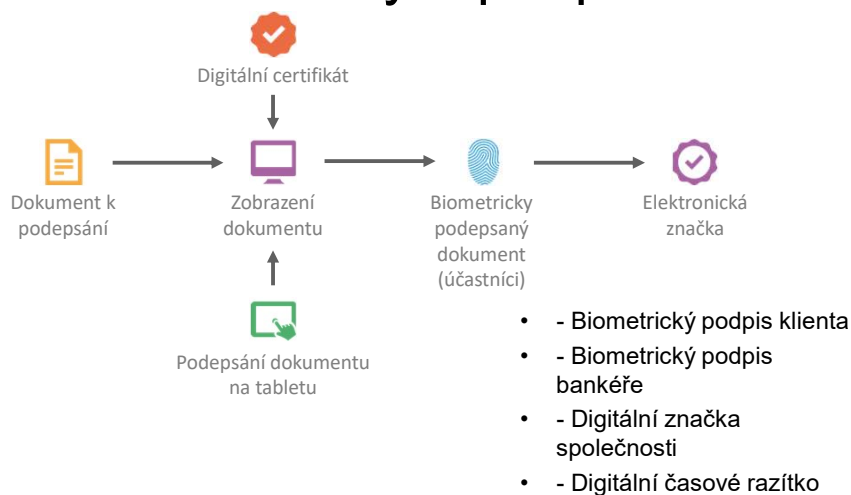 Digitální certifikát
Dokument k
podepsání
Zobrazení
dokumentu
Biometricky
podepsaný
dokument
(účastníci)
Elektronická
značka
Podepsání dokumentu
na tabletu
• - Biometrický podpis klienta
• - Biometrický podpis
bankéře
• - Digitální značka
společnosti
• - Digitální časové razítko